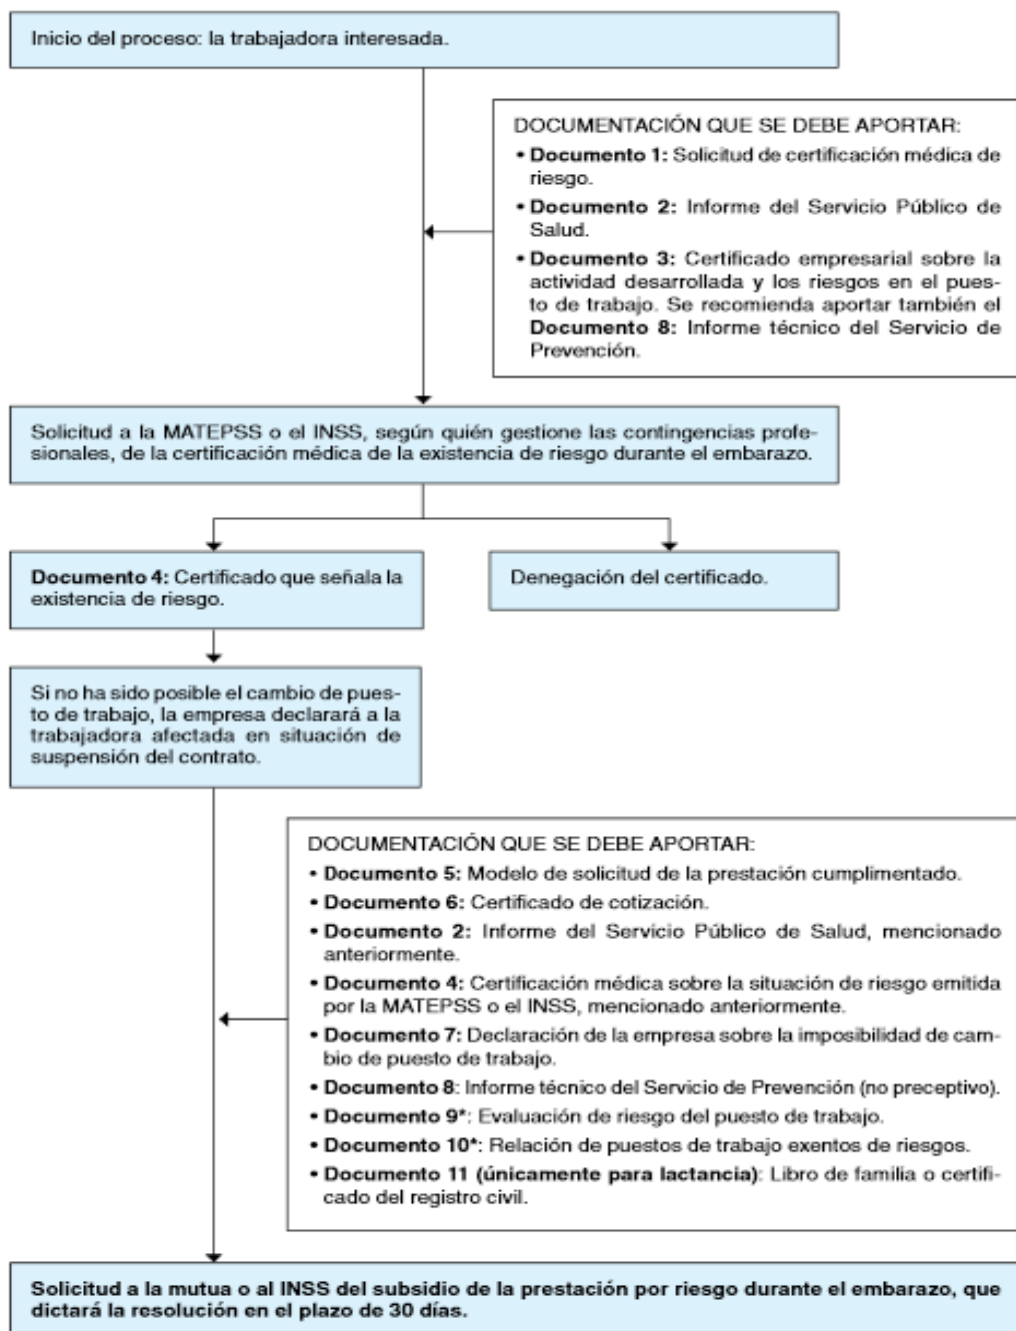 Inicio del proceso: la trabajadora interesada.
DOCUMENTACIÓN QUE SE DEBE APORTAR:
• Documento 1: Solicitud de certificación médica de
riesgo.
• Documento 2: Informe del Servicio Público de
Salud.
• Documento 3: Certificado empresarial sobre la
actividad desarrollada y los riesgos en el pues-
to de trabajo. Se recomienda aportar también el
Documento 8: Informe técnico del Servicio de
Prevención.
Solicitud a la MATEPSS o el INSS, según quién gestione las contingencias profe-
sionales, de la certificación médica de la existencia de riesgo durante el embarazo.
Documento 4: Certificado que señala la
existencia de riesgo.
Denegación del certificado.
Si no ha sido posible el cambio de pues-
to de trabajo, la empresa declarará a la
trabajadora afectada en situación de
suspensión del contrato.
DOCUMENTACIÓN QUE SE DEBE APORTAR:
• Documento 5: Modelo de solicitud de la prestación cumplimentado.
• Documento 6: Certificado de cotización.
• Documento 2: Informe del Servicio Público de Salud, mencionado
anteriormente.
• Documento 4: Certificación médica sobre la situación de riesgo emitida
por la MATEPSS o el INSS, mencionado anteriormente.
• Documento 7: Declaración de la empresa sobre la imposibilidad de cam-
bio de puesto de trabajo.
• Documento 8: Informe técnico del Servicio de Prevención (no preceptivo).
• Documento 9*: Evaluación de riesgo del puesto de trabajo.
• Documento 10*: Relación de puestos de trabajo exentos de riesgos.
• Documento 11 (únicamente para lactancia): Libro de familia o certifi-
cado del registro civil.
Solicitud a la mutua o al INSS del subsidio de la prestación por riesgo durante el embarazo, que
dictará la resolución en el plazo de 30 días.